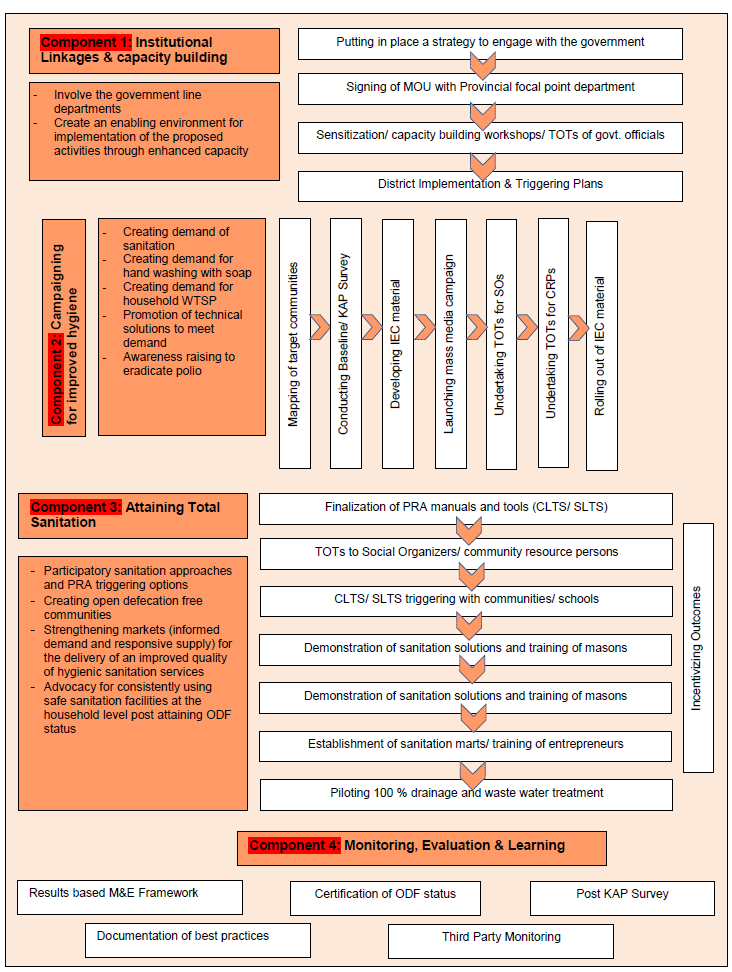 Component 1: Institutional
Linkages & capacity building
- Involve the government line
departments
- Create an enabling environment for
implementation of the proposed
activities through enhanced capacity
Putting in place a strategy to engage with the government
Signing of MOU with Provincial focal point department
Sensitization/ capacity building workshops/ TOTs of govt. officials
District Implementation & Triggering Plans
Component 2: Campaigning
for improved hygiene
- Creating demand of
sanitation
- Creating demand for
hand washing with soap
- Creating demand for
household WTSP
- Promotion of technical
solutions to meet
demand
- Awareness raising to
eradicate polio
Mapping of target communities
Conducting Baseline/ KAP Survey
Developing IEC material
Launching mass media campaign
Undertaking TOTs for SOs
Undertaking TOTs for CRPs
Rolling out of IEC material
Component 3: Attaining Total
Sanitation
- Participatory sanitation approaches
and PRA triggering options
- Creating open defecation free
communities
- Strengthening markets (informed
demand and responsive supply) for
the delivery of an improved quality
of hygienic sanitation services
- Advocacy for consistently using
safe sanitation facilities at the
household level post attaining ODF
status
Finalization of PRA manuals and tools (CLTS/ SLTS)
TOTs to Social Organizers/ community resource persons
CLTS/ SLTS triggering with communities/ schools
Demonstration of sanitation solutions and training of masons
Demonstration of sanitation solutions and training of masons
Establishment of sanitation marts/ training of entrepreneurs
Piloting 100 % drainage and waste water treatment
Incentivizing Outcomes
Component 4: Monitoring, Evaluation & Learning
Results based M&E Framework
Certification of ODF status
Post KAP Survey
Documentation of best practices
Third Party Monitoring